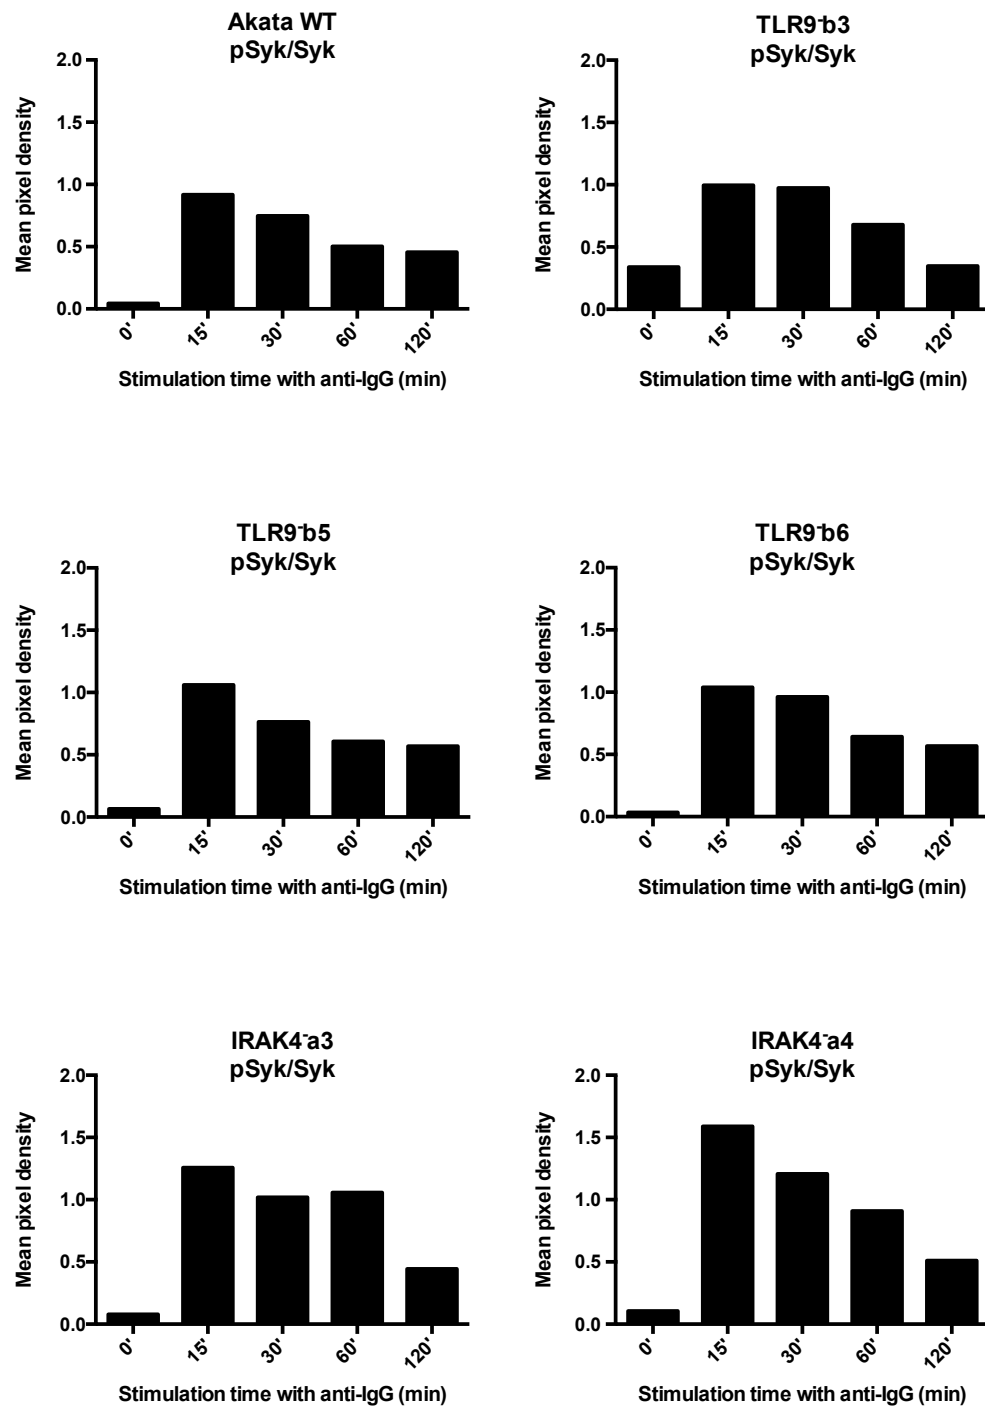 Akata WT
pSyk/Syk
Mean pixel density
2.0
1.5
1.0
0.5
0.0
0'
15'
30'
60'
120'
Stimulation time with anti-IgG (min)
TLR9⁻b3
pSyk/Syk
Mean pixel density
2.0
1.5
1.0
0.5
0.0
0'
15'
30'
60'
120'
Stimulation time with anti-IgG (min)
TLR9⁻b5
pSyk/Syk
Mean pixel density
2.0
1.5
1.0
0.5
0.0
0'
15'
30'
60'
120'
Stimulation time with anti-IgG (min)
TLR9⁻b6
pSyk/Syk
Mean pixel density
2.0
1.5
1.0
0.5
0.0
0'
15'
30'
60'
120'
Stimulation time with anti-IgG (min)
IRAK4⁻a3
pSyk/Syk
Mean pixel density
2.0
1.5
1.0
0.5
0.0
0'
15'
30'
60'
120'
Stimulation time with anti-IgG (min)
IRAK4⁻a4
pSyk/Syk
Mean pixel density
2.0
1.5
1.0
0.5
0.0
0'
15'
30'
60'
120'
Stimulation time with anti-IgG (min)